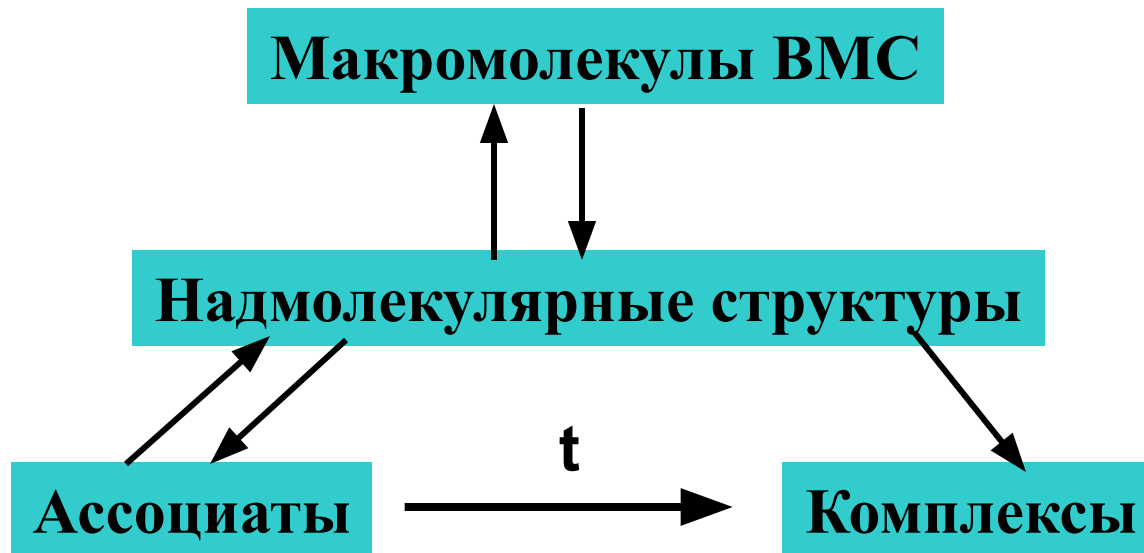 Макромолекулы ВМС
Надмолекулярные структуры
t
Ассоциаты
Комплексы